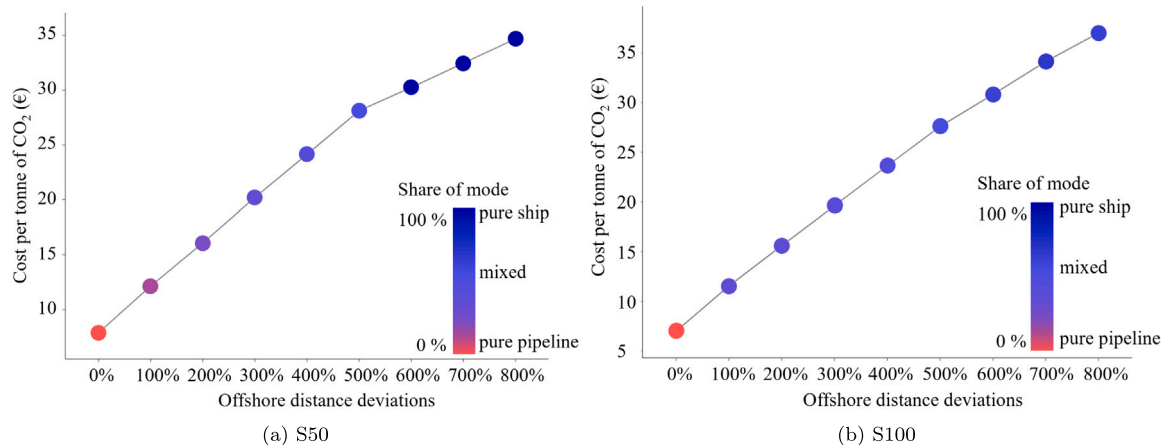 35
30
25
20
15
10
Cost per tonne of CO2 (€)
Share of mode
100 %
pure ship
mixed
0 %
pure pipeline
0% 100% 200% 300% 400% 500% 600% 700% 800%
Offshore distance deviations
(a) S50
35
30
25
20
15
10
5
Cost per tonne of CO2 (€)
Share of mode
100 %
pure ship
mixed
0 %
pure pipeline
0% 100% 200% 300% 400% 500% 600% 700% 800%
Offshore distance deviations
(b) S100